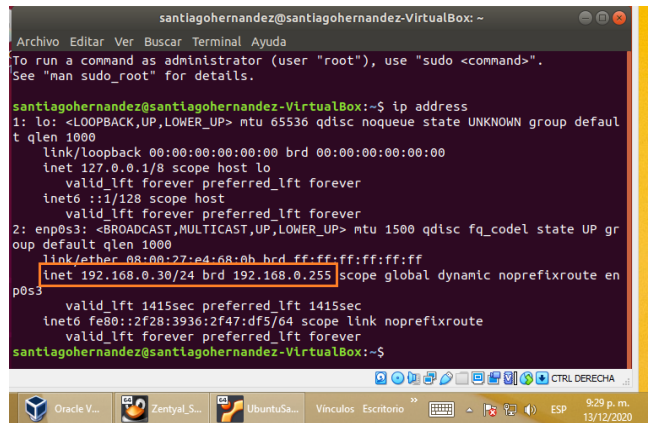 santiagohernandez@santiagohernandez-VirtualBox: ~
Archivo Editar Ver Buscar Terminal Ayuda
To run a command as administrator (user "root"), use "sudo <command>".
See "man sudo_root" for details.
santiagohernandez@santiagohernandez-VirtualBox:~$ ip address
1: lo: <LOOPBACK,UP,LOWER_UP> mtu 65536 qdisc noqueue state UNKNOWN group defaul
t qlen 1000
link/loopback 00:00:00:00:00:00 brd 00:00:00:00:00:00
inet 127.0.0.1/8 scope host lo
valid_lft forever preferred_lft forever
inet6 ::1/128 scope host
valid_lft forever preferred_lft forever
2: enp0s3: <BROADCAST,MULTICAST,UP,LOWER_UP> mtu 1500 qdisc fq_codel state UP gr
oup default qlen 1000
link/ether 08:00:27:e4:68:0b brd ff:ff:ff:ff:ff:ff
inet 192.168.0.30/24 brd 192.168.0.255 scope global dynamic noprefixroute en
p0s3
valid_lft 1415sec preferred_lft 1415sec
inet6 fe80::2f28:3936:2f47:df5/64 scope link noprefixroute
valid_lft forever preferred_lft forever
santiagohernandez@santiagohernandez-VirtualBox:~$
CTRL DERECHA
Oracle V... Zentyal_S... UbuntuSa... Vínculos Escritorio » ESP 9:29 p. m.
13/12/2020